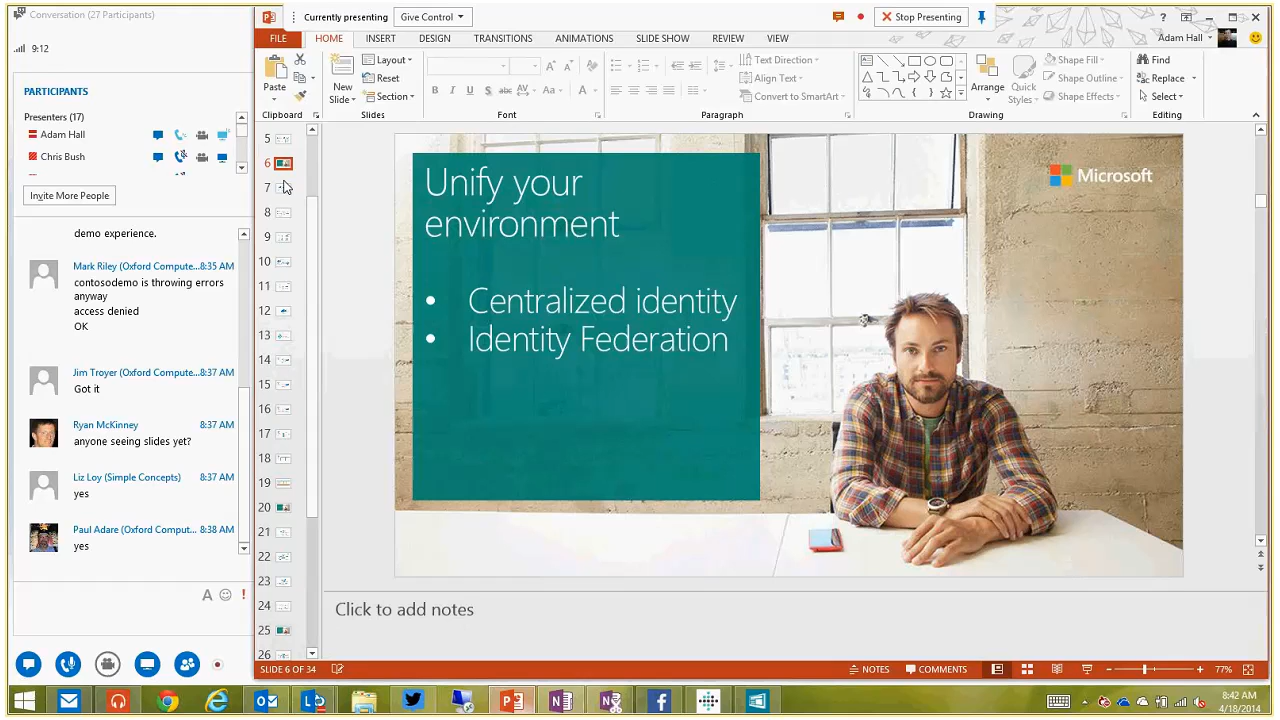 Conversation (27 Participants)
9:12
PARTICIPANTS
Presenters (17)
Adam Hall
Chris Bush
Invite More People
demo experience.
Mark Riley (Oxford Compute... 8:35 AM
contosodemo is throwing errors
anyway
access denied
OK
Jim Troyer (Oxford Compute... 8:37 AM
Got it
Ryan McKinney 8:37 AM
anyone seeing slides yet?
Liz Loy (Simple Concepts) 8:37 AM
yes
Paul Adare (Oxford Comput... 8:38 AM
yes
Currently presenting Give Control Stop Presenting
FILE HOME INSERT DESIGN TRANSITIONS ANIMATIONS SLIDE SHOW REVIEW VIEW Adam Hall
Paste
Clipboard
New
Slide
Layout
Reset
Section
Slides
B I U S abc AV Aa A
Font
Text Direction
Align Text
Convert to SmartArt
Paragraph
Arrange
Quick
Styles
Shape Fill
Shape Outline
Shape Effects
Drawing
Find
Replace
Select
Editing
5
6
7
8
9
10
11
12
13
14
15
16
17
18
19
20
21
22
23
24
25
26
Unify your
environment
• Centralized identity
• Identity Federation
Microsoft
Click to add notes
SLIDE 6 OF 34 NOTES COMMENTS 77%
8:42 AM
4/18/2014